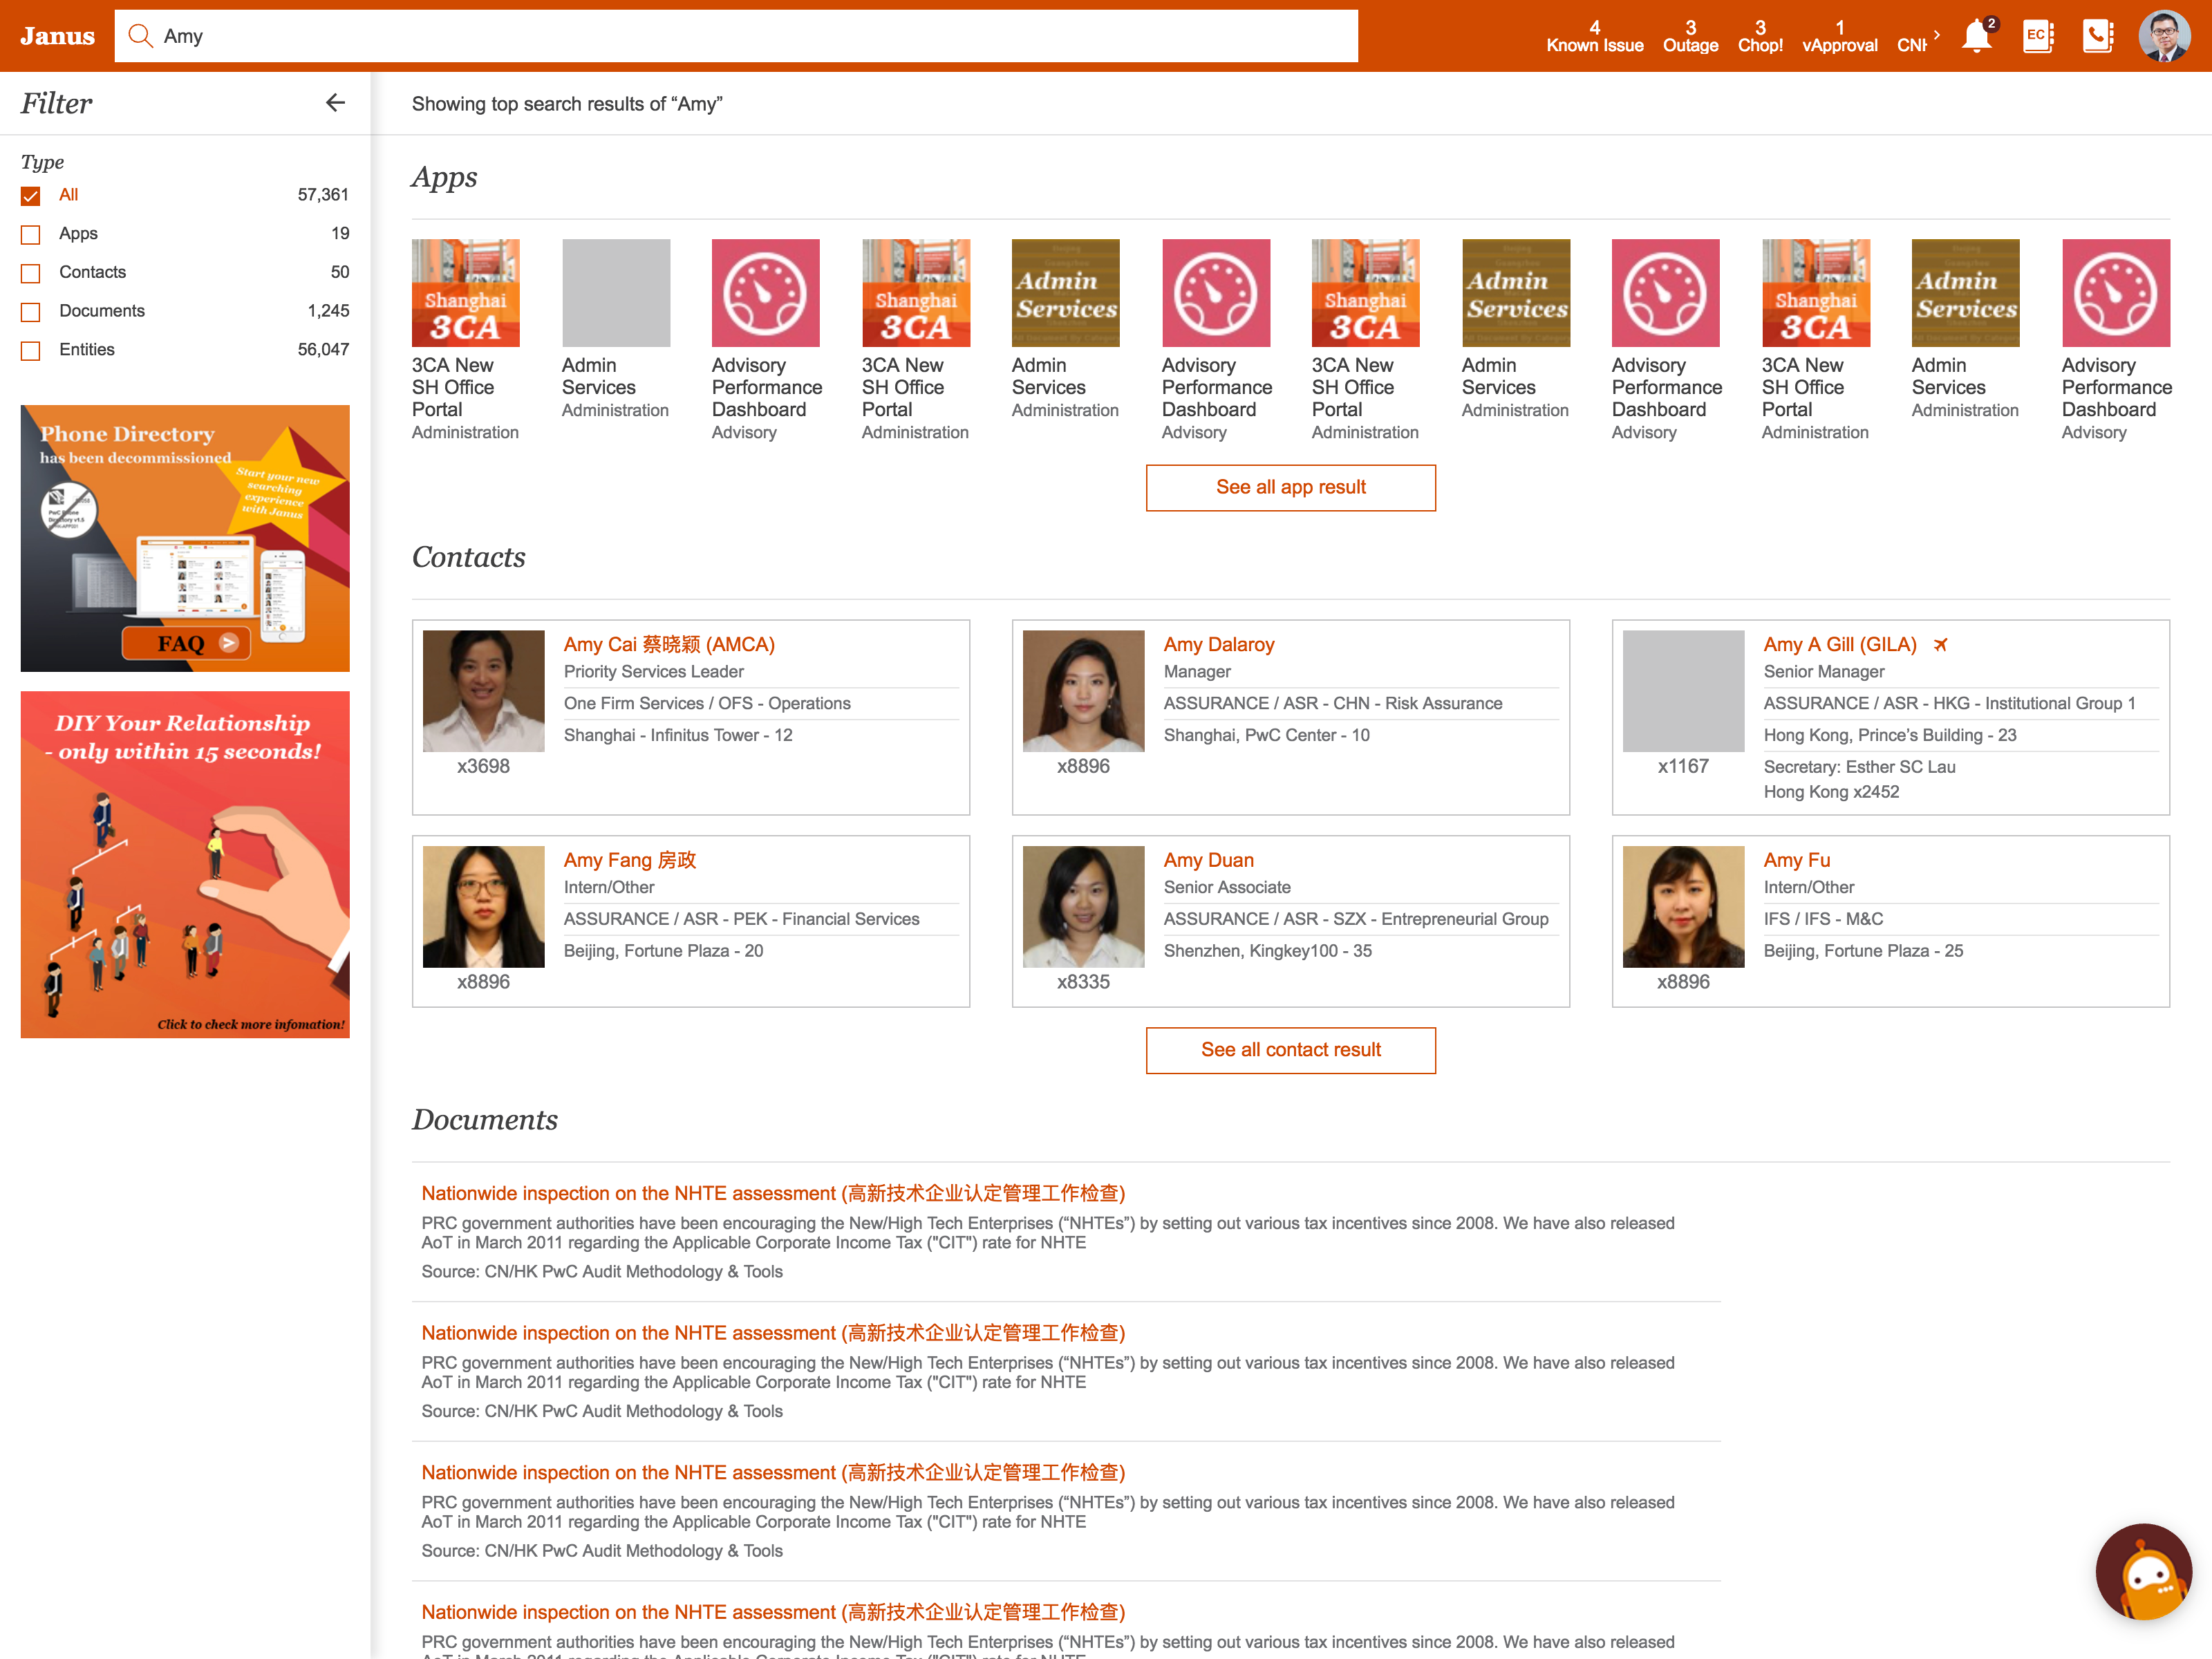 Janus
Amy
4
Known Issue
3
Outage
3
Chop!
1
vApproval
2
EC
Filter
Showing top search results of “Amy”
Type
All 57,361
Apps 19
Contacts 50
Documents 1,245
Entities 56,047
Phone Directory
has been decommissioned
Start your new
searching
experience
with Janus
FAQ
DIY Your Relationship
- only within 15 seconds!
Click to check more infomation!
Apps
Shanghai
3CA
3CA New
SH Office
Portal
Administration
Admin
Services
Administration
Advisory
Performance
Dashboard
Advisory
Shanghai
3CA
3CA New
SH Office
Portal
Administration
Admin
Services
Admin
Services
Administration
Advisory
Performance
Dashboard
Advisory
Shanghai
3CA
3CA New
SH Office
Portal
Administration
Admin
Services
Admin
Services
Administration
Advisory
Performance
Dashboard
Advisory
Shanghai
3CA
3CA New
SH Office
Portal
Administration
Admin
Services
Admin
Services
Administration
Advisory
Performance
Dashboard
Advisory
See all app result
Contacts
Amy Cai 蔡晓颖 (AMCA)
Priority Services Leader
One Firm Services / OFS - Operations
Shanghai - Infinitus Tower - 12
x3698
Amy Dalaroy
Manager
ASSURANCE / ASR - CHN - Risk Assurance
Shanghai, PwC Center - 10
x8896
Amy A Gill (GILA)
Senior Manager
ASSURANCE / ASR - HKG - Institutional Group 1
Hong Kong, Prince’s Building - 23
Secretary: Esther SC Lau
Hong Kong x2452
x1167
Amy Fang 房政
Intern/Other
ASSURANCE / ASR - PEK - Financial Services
Beijing, Fortune Plaza - 20
x8896
Amy Duan
Senior Associate
ASSURANCE / ASR - SZX - Entrepreneurial Group
Shenzhen, Kingkey100 - 35
x8335
Amy Fu
Intern/Other
IFS / IFS - M&C
Beijing, Fortune Plaza - 25
x8896
See all contact result
Documents
Nationwide inspection on the NHTE assessment (高新技术企业认定管理工作检查)
PRC government authorities have been encouraging the New/High Tech Enterprises (“NHTEs”) by setting out various tax incentives since 2008. We have also released
AoT in March 2011 regarding the Applicable Corporate Income Tax ("CIT") rate for NHTE
Source: CN/HK PwC Audit Methodology & Tools
Nationwide inspection on the NHTE assessment (高新技术企业认定管理工作检查)
PRC government authorities have been encouraging the New/High Tech Enterprises (“NHTEs”) by setting out various tax incentives since 2008. We have also released
AoT in March 2011 regarding the Applicable Corporate Income Tax ("CIT") rate for NHTE
Source: CN/HK PwC Audit Methodology & Tools
Nationwide inspection on the NHTE assessment (高新技术企业认定管理工作检查)
PRC government authorities have been encouraging the New/High Tech Enterprises (“NHTEs”) by setting out various tax incentives since 2008. We have also released
AoT in March 2011 regarding the Applicable Corporate Income Tax ("CIT") rate for NHTE
Source: CN/HK PwC Audit Methodology & Tools
Nationwide inspection on the NHTE assessment (高新技术企业认定管理工作检查)
PRC government authorities have been encouraging the New/High Tech Enterprises (“NHTEs”) by setting out various tax incentives since 2008. We have also released
AoT in March 2011 regarding the Applicable Corporate Income Tax ("CIT") rate for NHTE